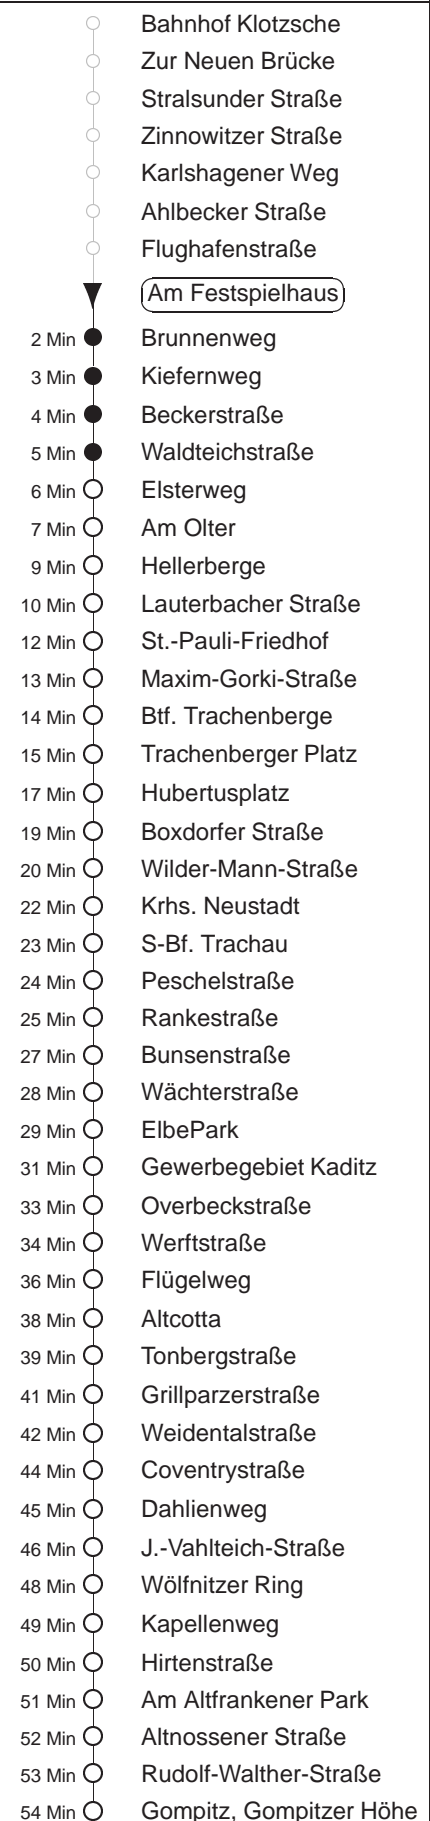 Bahnhof Klotzsche
Zur Neuen Brücke
Stralsunder Straße
Zinnowitzer Straße
Karlshagener Weg
Ahlbecker Straße
Flughafenstraße
Am Festspielhaus
2 Min Brunnenweg
3 Min Kiefernweg
4 Min Beckerstraße
5 Min Waldteichstraße
6 Min Elsterweg
7 Min Am Olter
9 Min Hellerberge
10 Min Lauterbacher Straße
12 Min St.-Pauli-Friedhof
13 Min Maxim-Gorki-Straße
14 Min Btf. Trachenberge
15 Min Trachenberger Platz
17 Min Hubertusplatz
19 Min Boxdorfer Straße
20 Min Wilder-Mann-Straße
22 Min Krhs. Neustadt
23 Min S-Bf. Trachau
24 Min Peschelstraße
25 Min Rankestraße
27 Min Bunsenstraße
28 Min Wächterstraße
29 Min ElbePark
31 Min Gewerbegebiet Kaditz
33 Min Overbeckstraße
34 Min Werftstraße
36 Min Flügelweg
38 Min Altcotta
39 Min Tonbergstraße
41 Min Grillparzerstraße
42 Min Weidentalstraße
44 Min Coventrystraße
45 Min Dahlienweg
46 Min J.-Vahlteich-Straße
48 Min Wölfnitzer Ring
49 Min Kapellenweg
50 Min Hirtenstraße
51 Min Am Altfrankener Park
52 Min Altnossener Straße
53 Min Rudolf-Walther-Straße
54 Min Gompitz, Gompitzer Höhe